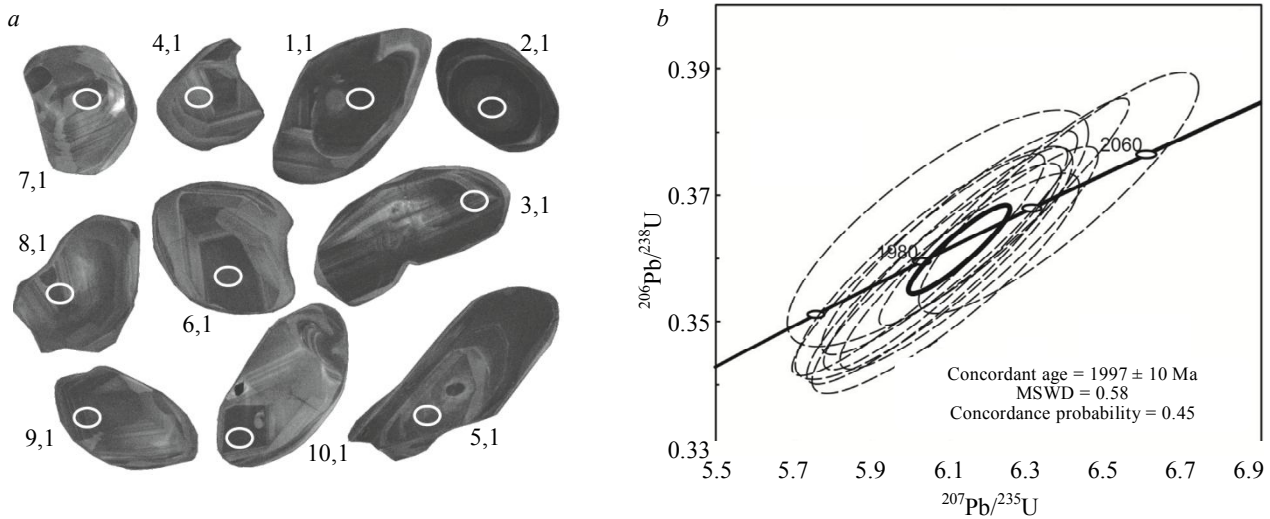 a
4,1
1,1
2,1
7,1
3,1
8,1
6,1
9,1
10,1
5,1
b
0.39
0.37
0.35
0.33
²⁰⁶Pb/²³⁸U
2060
1980
Concordant age = 1997 ± 10 Ma
MSWD = 0.58
Concordance probability = 0.45
5.5 5.7 5.9 6.1 6.3 6.5 6.7 6.9
²⁰⁷Pb/²³⁵U